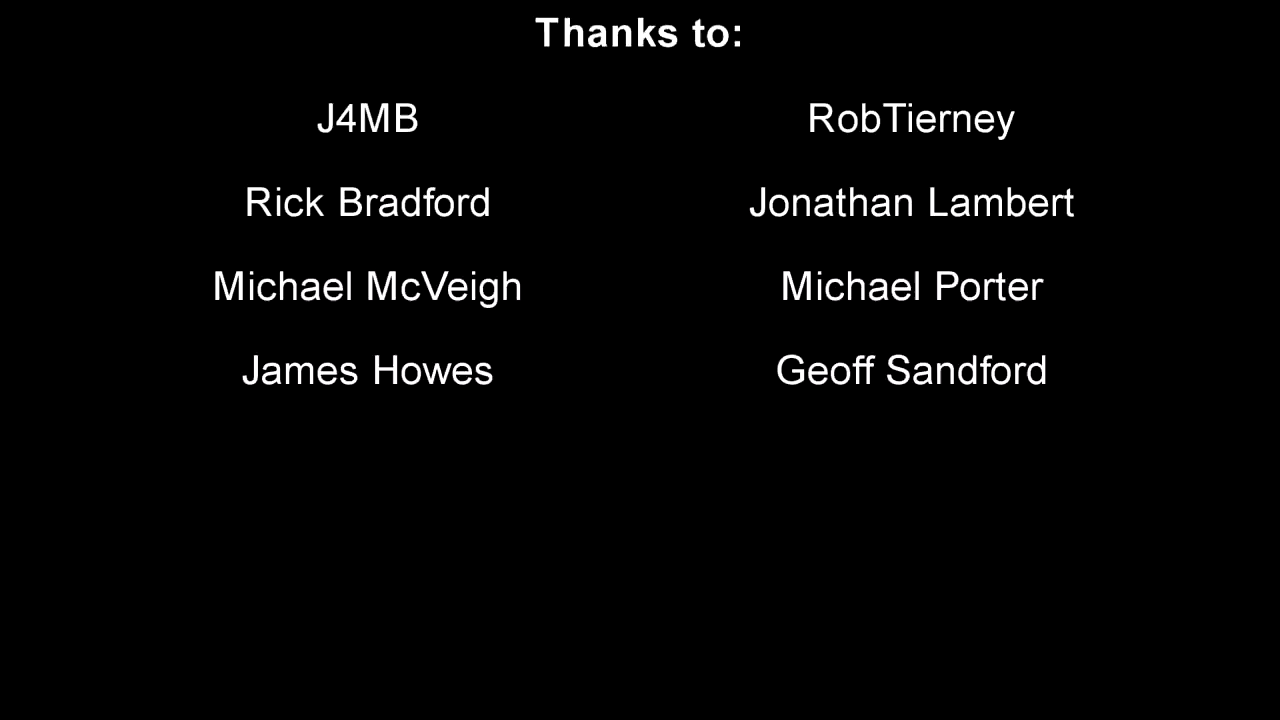 Thanks to:
J4MB RobTierney
Rick Bradford Jonathan Lambert
Michael McVeigh Michael Porter
James Howes Geoff Sandford